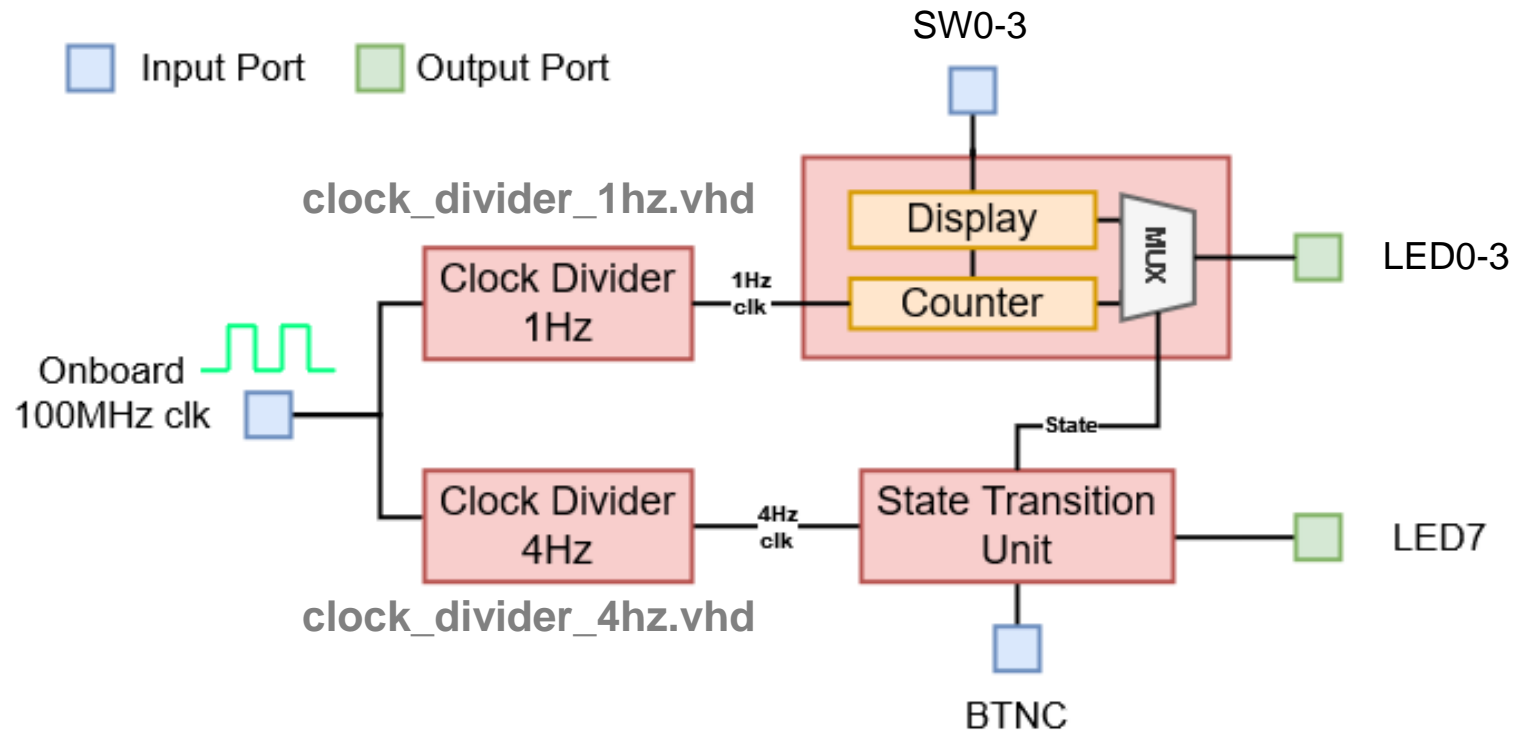 SW0-3
Input Port
Output Port
clock_divider_1hz.vhd
Display
MUX
LED0-3
Clock Divider
1Hz
1Hz
clk
Counter
Onboard
100MHz clk
State
Clock Divider
4Hz
4Hz
clk
State Transition
Unit
LED7
clock_divider_4hz.vhd
BTNC